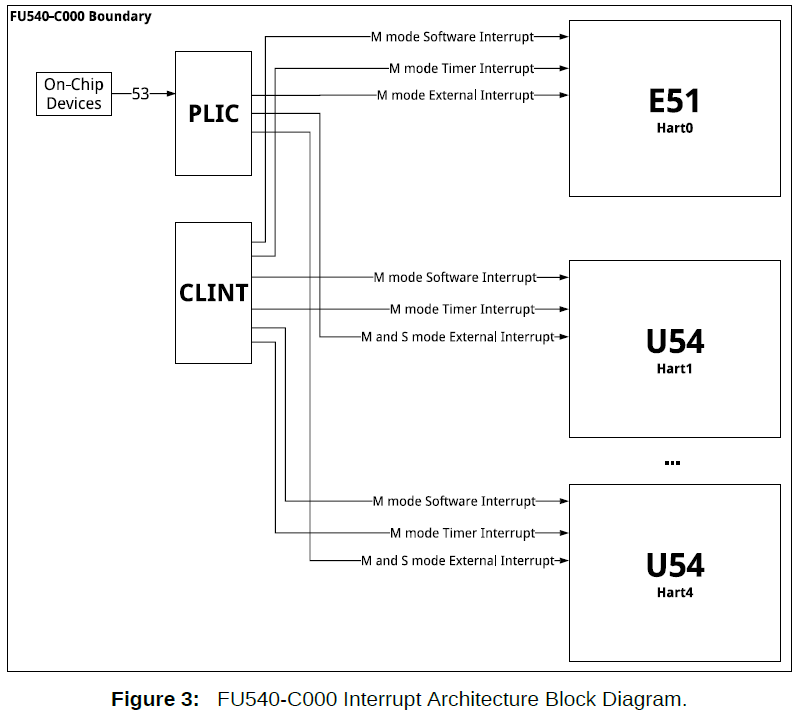 FU540-C000 Boundary
On-Chip
Devices
53
PLIC
CLINT
M mode Software Interrupt
M mode Timer Interrupt
M mode External Interrupt
E51
Hart0
M mode Software Interrupt
M mode Timer Interrupt
M and S mode External Interrupt
U54
Hart1
...
M mode Software Interrupt
M mode Timer Interrupt
M and S mode External Interrupt
U54
Hart4
Figure 3: FU540-C000 Interrupt Architecture Block Diagram.